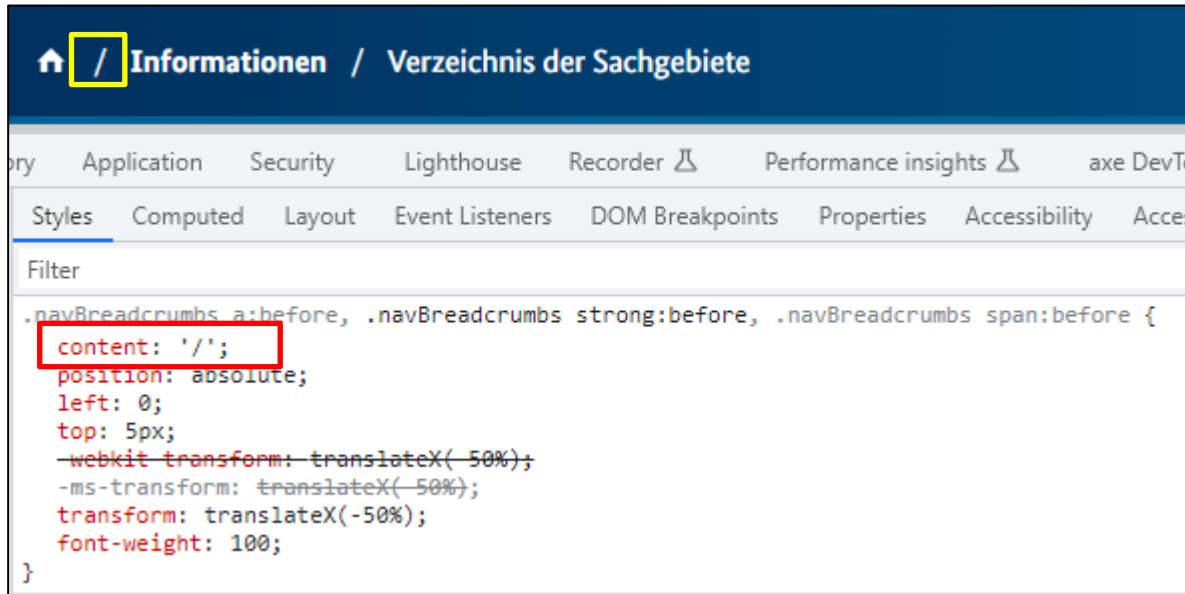 / Informationen / Verzeichnis der Sachgebiete
ory Application Security Lighthouse Recorder Performance insights axe DevTo
Styles Computed Layout Event Listeners DOM Breakpoints Properties Accessibility Acces
Filter
.navBreadcrumbs a:before, .navBreadcrumbs strong:before, .navBreadcrumbs span:before {
content: '/';
position: absolute;
left: 0;
top: 5px;
-webkit-transform: translateX(-50%);
-ms-transform: translateX(-50%);
transform: translateX(-50%);
font-weight: 100;
}